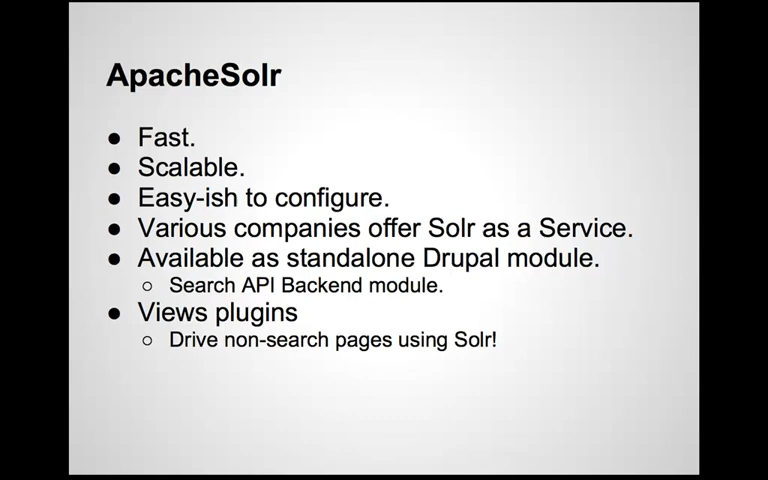 ApacheSolr
● Fast.
● Scalable.
● Easy-ish to configure.
● Various companies offer Solr as a Service.
● Available as standalone Drupal module.
○ Search API Backend module.
● Views plugins
○ Drive non-search pages using Solr!